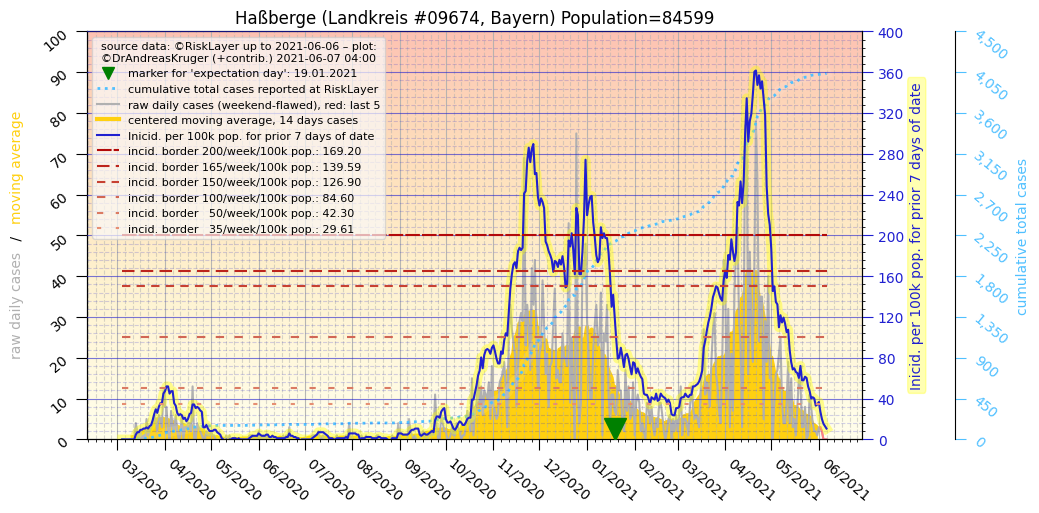 Haßberge (Landkreis #09674, Bayern) Population=84599
source data: ©RiskLayer up to 2021-06-06 – plot:
©DrAndreasKruger (+contrib.) 2021-06-07 04:00
marker for 'expectation day': 19.01.2021
cumulative total cases reported at RiskLayer
raw daily cases (weekend-flawed), red: last 5
centered moving average, 14 days cases
Inicid. per 100k pop. for prior 7 days of date
incid. border 200/week/100k pop.: 169.20
incid. border 165/week/100k pop.: 139.59
incid. border 150/week/100k pop.: 126.90
incid. border 100/week/100k pop.: 84.60
incid. border   50/week/100k pop.: 42.30
incid. border   35/week/100k pop.: 29.61
raw daily cases / moving average
100
90
80
70
60
50
40
30
20
10
0
03/2020
04/2020
05/2020
06/2020
07/2020
08/2020
09/2020
10/2020
11/2020
12/2020
01/2021
02/2021
03/2021
04/2021
05/2021
06/2021
400
360
320
280
240
200
160
120
80
40
0
Inicid. per 100k pop. for prior 7 days of date
4,500
4,050
3,600
3,150
2,700
2,250
1,800
1,350
900
450
0
cumulative total cases